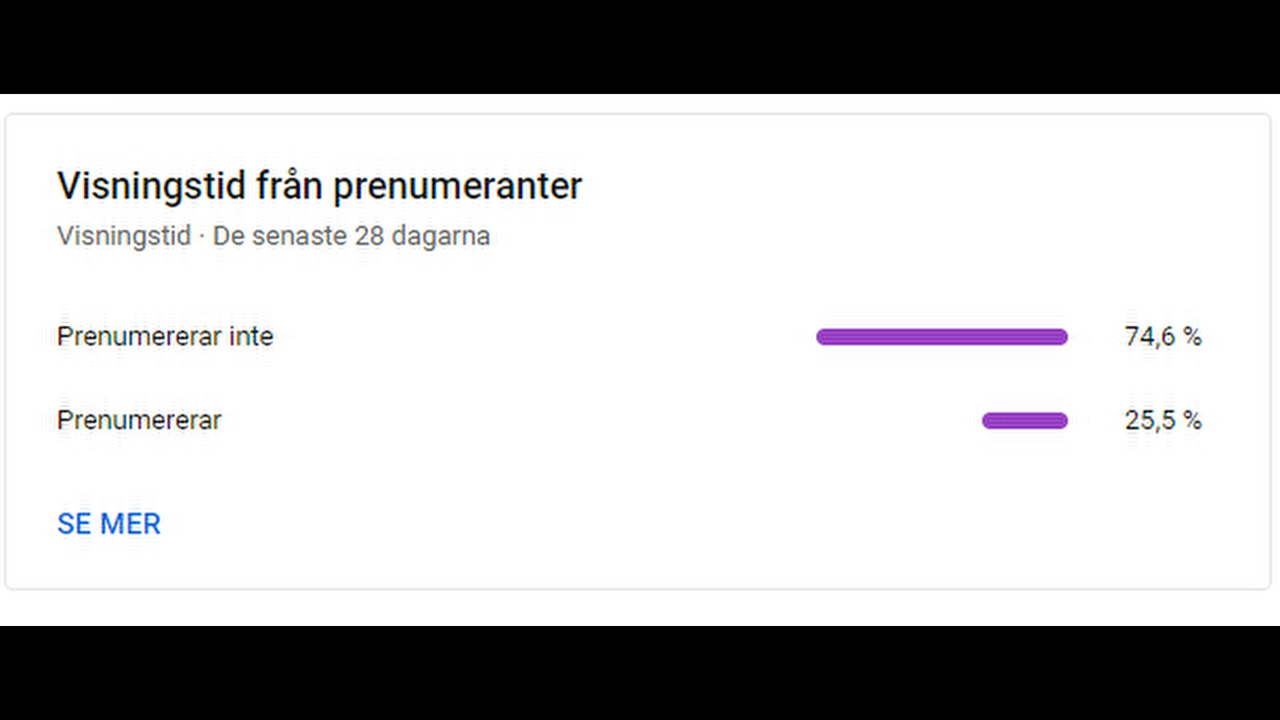 Visningstid från prenumeranter
Visningstid · De senaste 28 dagarna
Prenumererar inte 74,6 %
Prenumererar 25,5 %
SE MER